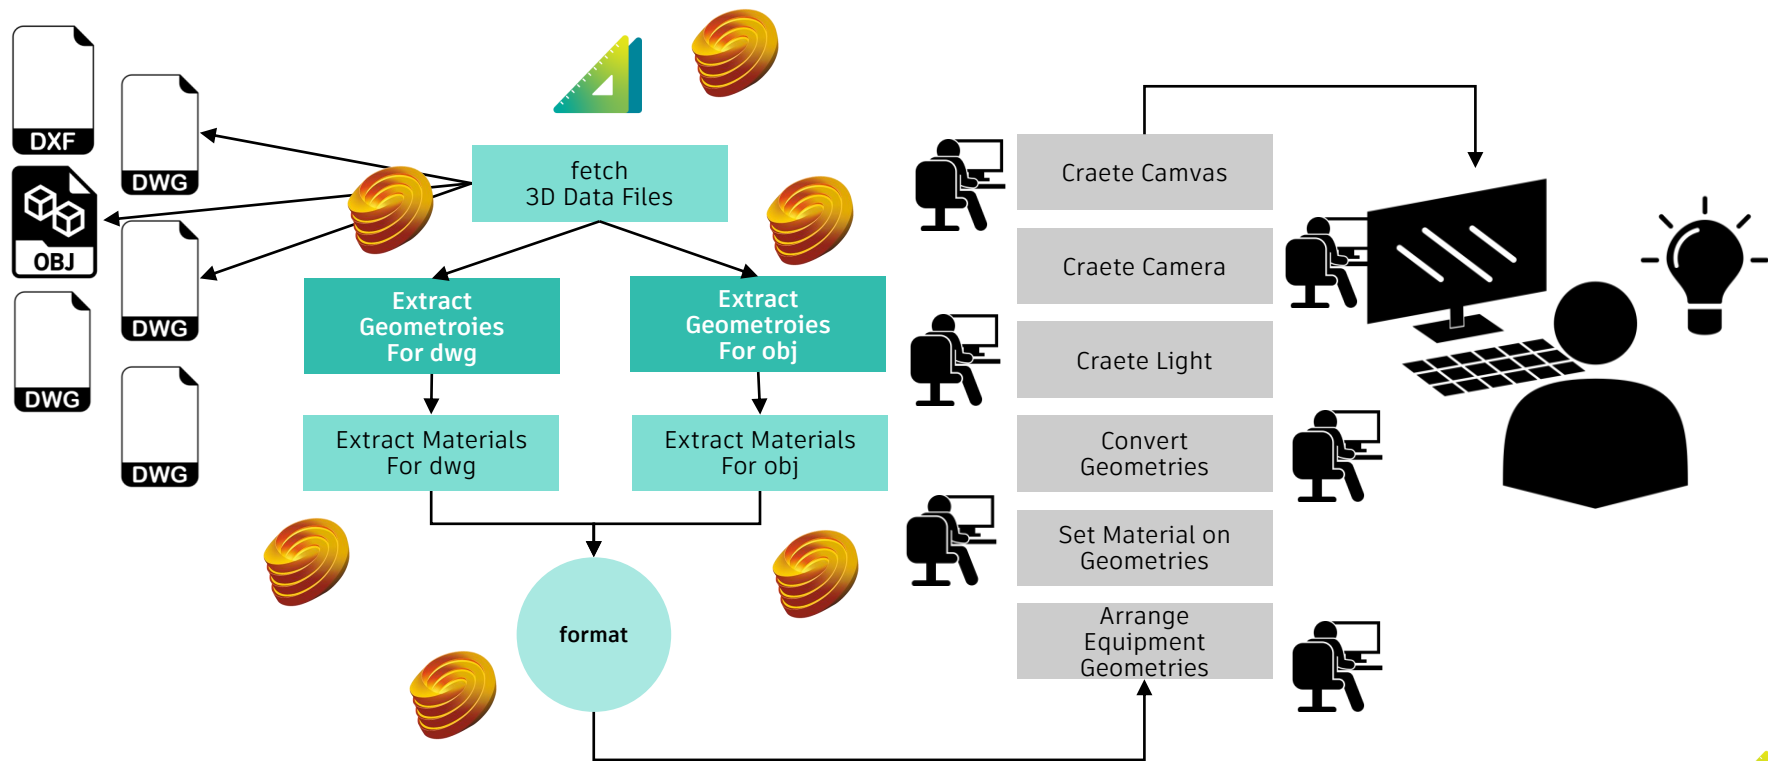 DXF
DWG
OBJ
DWG
DWG
DWG
fetch
3D Data Files
Extract
Geometroies
For dwg
Extract
Geometroies
For obj
Extract Materials
For dwg
Extract Materials
For obj
format
Craete Camvas
Craete Camera
Craete Light
Convert
Geometries
Set Material on
Geometries
Arrange
Equipment
Geometries